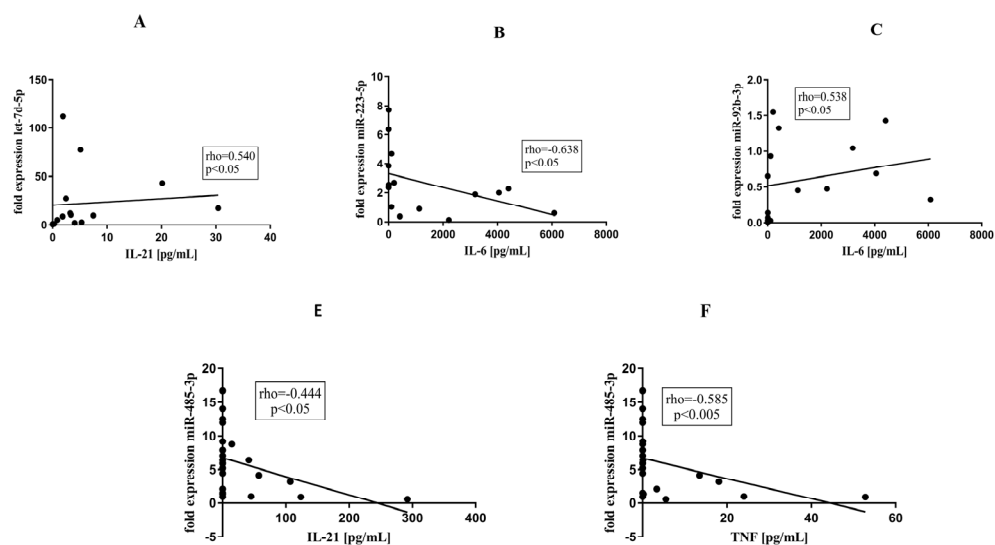 A
fold expression let-7d-5p
150
100
50
0
0
10
20
30
40
rho=0.540
p<0.05
IL-21 [pg/mL]
B
fold expression miR-223-5p
10
8
6
4
2
0
0
2000
4000
6000
8000
rho=-0.638
p<0.05
IL-6 [pg/mL]
C
fold expression miR-92b-3p
2.0
1.5
1.0
0.5
0.0
0
2000
4000
6000
8000
rho=0.538
p<0.05
IL-6 [pg/mL]
E
fold expression miR-485-3p
20
15
10
5
0
-5
100
200
300
400
rho=-0.444
p<0.05
IL-21 [pg/mL]
F
fold expression miR-485-3p
20
15
10
5
0
-5
20
40
60
rho=-0.585
p<0.005
TNF [pg/mL]